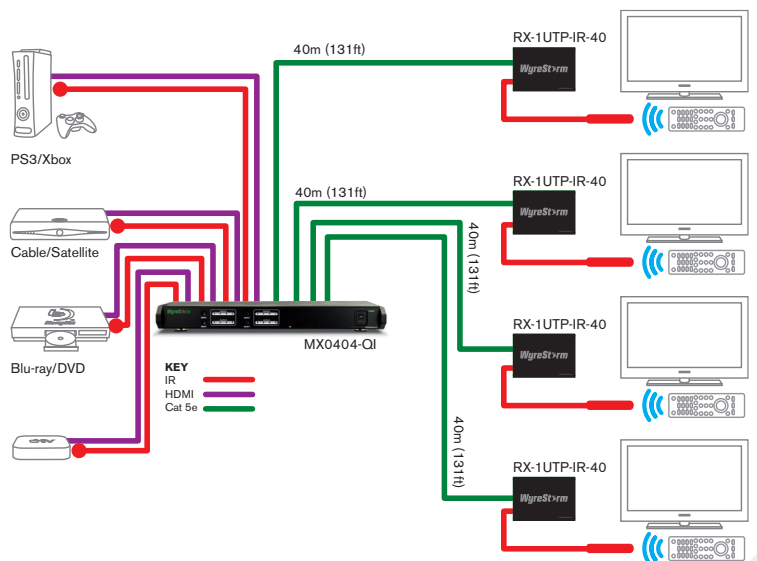 40m (131ft)
RX-1UTP-IR-40
WyreStorm
PS3/Xbox
40m (131ft)
RX-1UTP-IR-40
WyreStorm
Cable/Satellite
40m (131ft)
WyreStorm
MX0404-QI
RX-1UTP-IR-40
WyreStorm
Blu-ray/DVD
KEY
IR
HDMI
Cat 5e
40m (131ft)
RX-1UTP-IR-40
WyreStorm